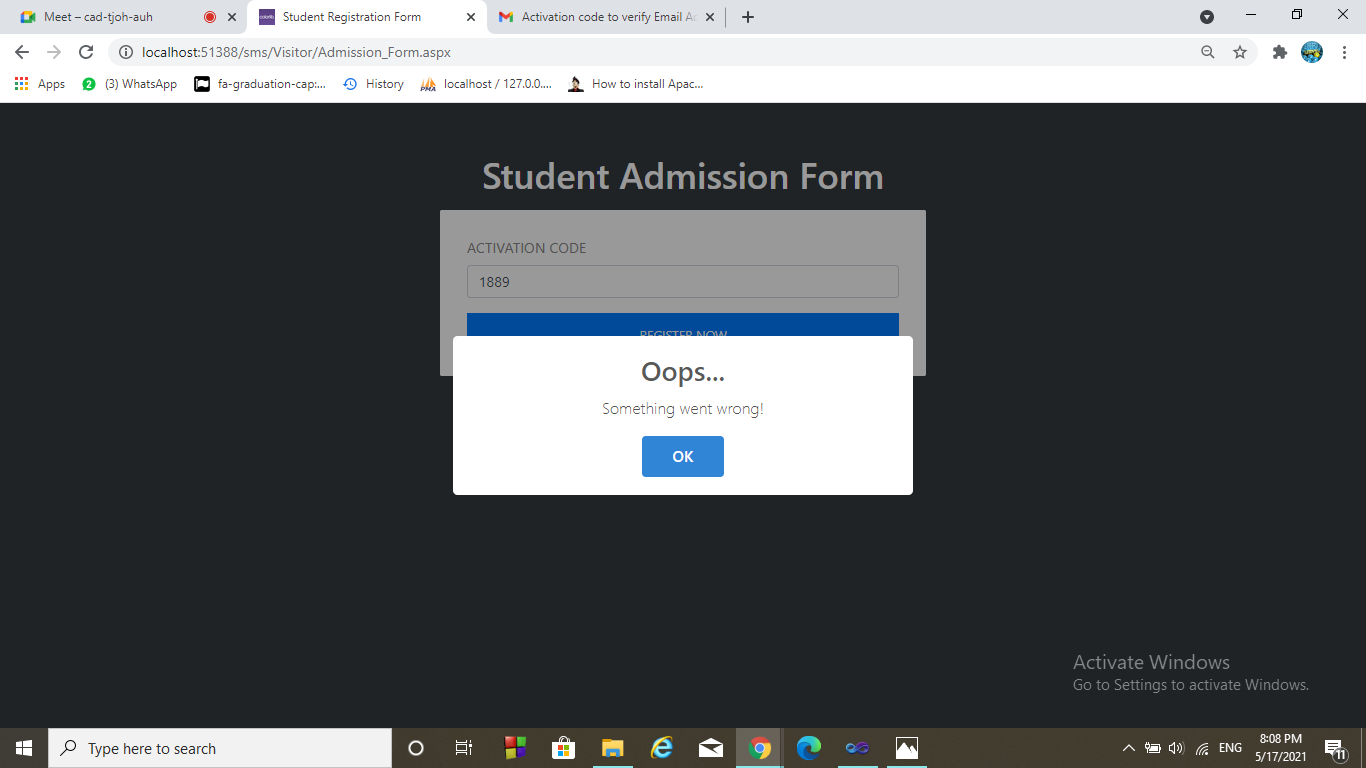 Meet – cad-tjoh-auh
Student Registration Form
Activation code to verify Email A
localhost:51388/sms/Visitor/Admission_Form.aspx
Apps
2
(3) WhatsApp
fa-graduation-cap:...
History
PMA
localhost / 127.0.0....
How to install Apac...
Student Admission Form
ACTIVATION CODE
1889
REGISTER NOW
Oops...
Something went wrong!
OK
Activate Windows
Go to Settings to activate Windows.
Type here to search
ENG
8:08 PM
5/17/2021
11